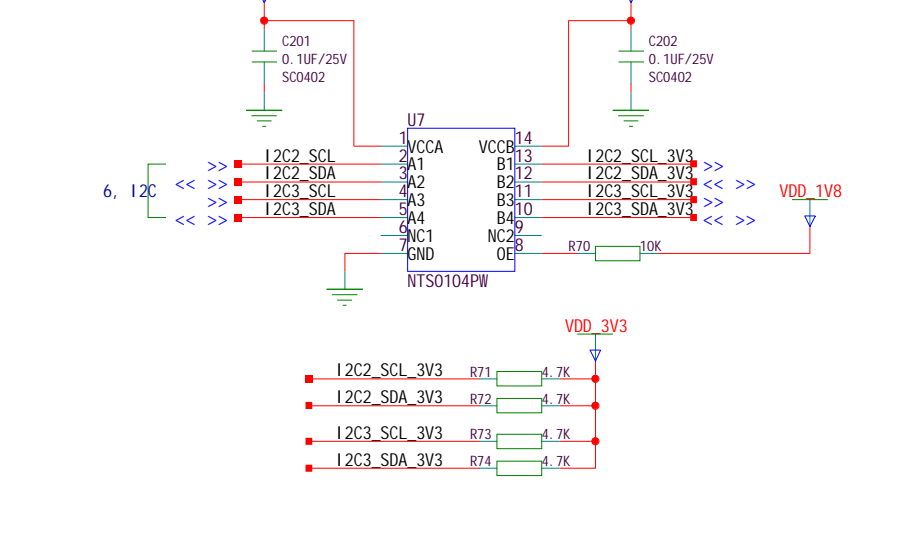 C201
0.1UF/25V
SC0402
C202
0.1UF/25V
SC0402
U7
1 VCCA VCCB 14
I2C2_SCL 2 A1 B1 13 I2C2_SCL_3V3
>> >>
I2C2_SDA 3 A2 B2 12 I2C2_SDA_3V3
<< >> << >>
6, I2C
VDD_1V8
I2C3_SCL 4 A3 B3 11 I2C3_SCL_3V3
>> >>
I2C3_SDA 5 A4 B4 10 I2C3_SDA_3V3
<< >> << >>
6 NC1 NC2 9
7 GND OE 8 R70 10K
NTS0104PW
VDD_3V3
I2C2_SCL_3V3 R71 4.7K
I2C2_SDA_3V3 R72 4.7K
I2C3_SCL_3V3 R73 4.7K
I2C3_SDA_3V3 R74 4.7K